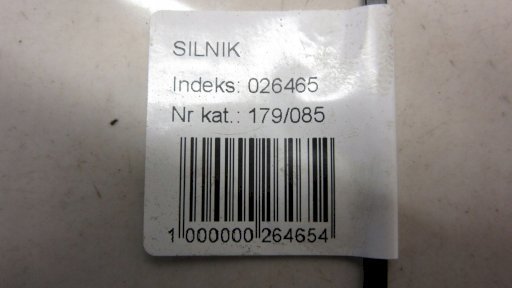 SILNIK
Indeks: 026465
Nr kat.: 179/085
1 000000 264654